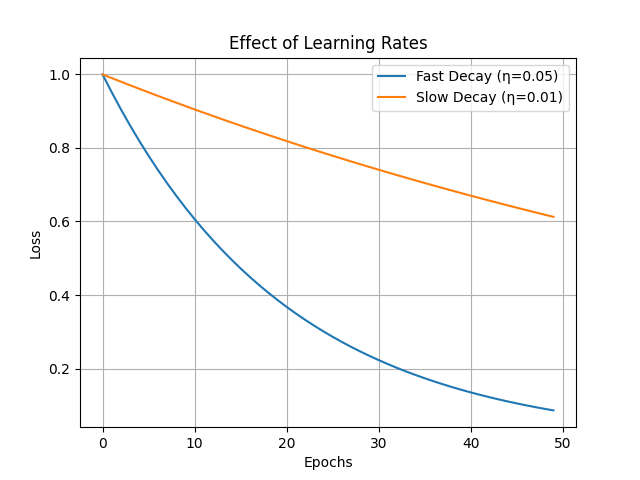 Effect of Learning Rates
Fast Decay (η=0.05)
Slow Decay (η=0.01)
1.0
0.8
0.6
0.4
0.2
Loss
0 10 20 30 40 50
Epochs